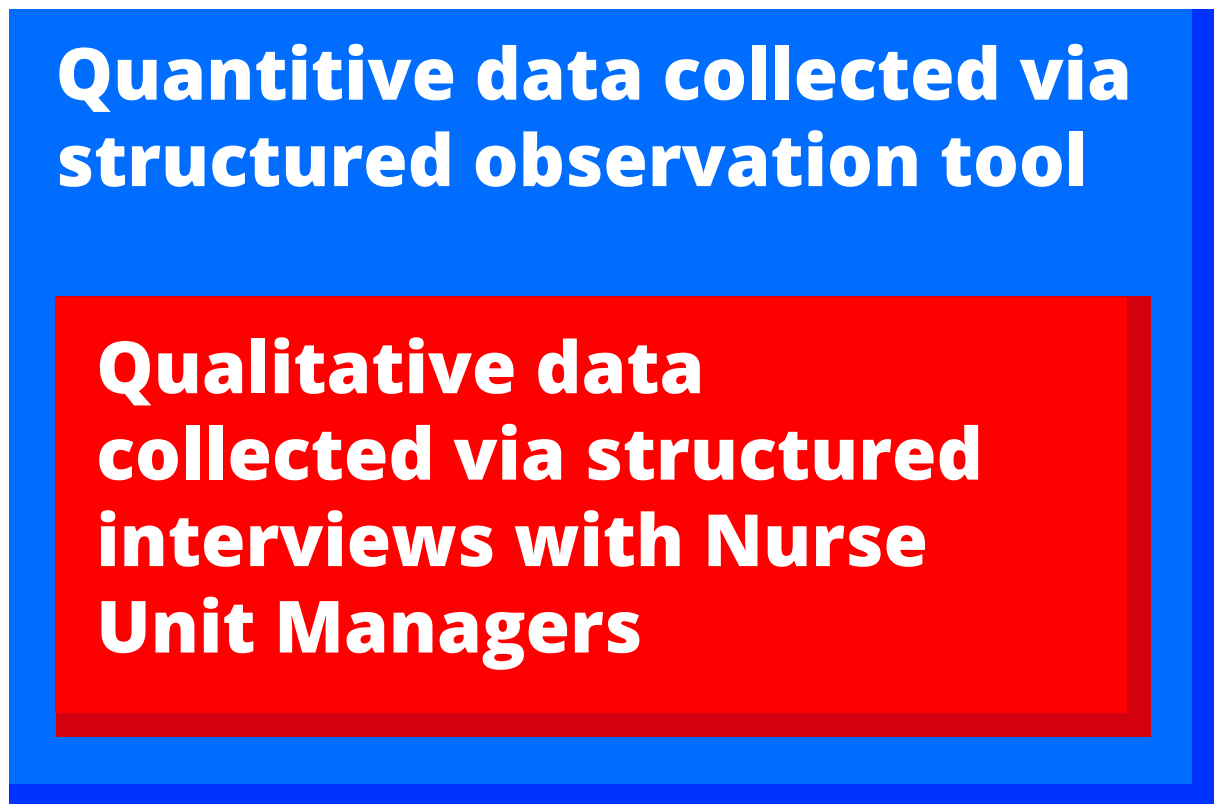 Quantitive data collected via
structured observation tool
Qualitative data
collected via structured
interviews with Nurse
Unit Managers